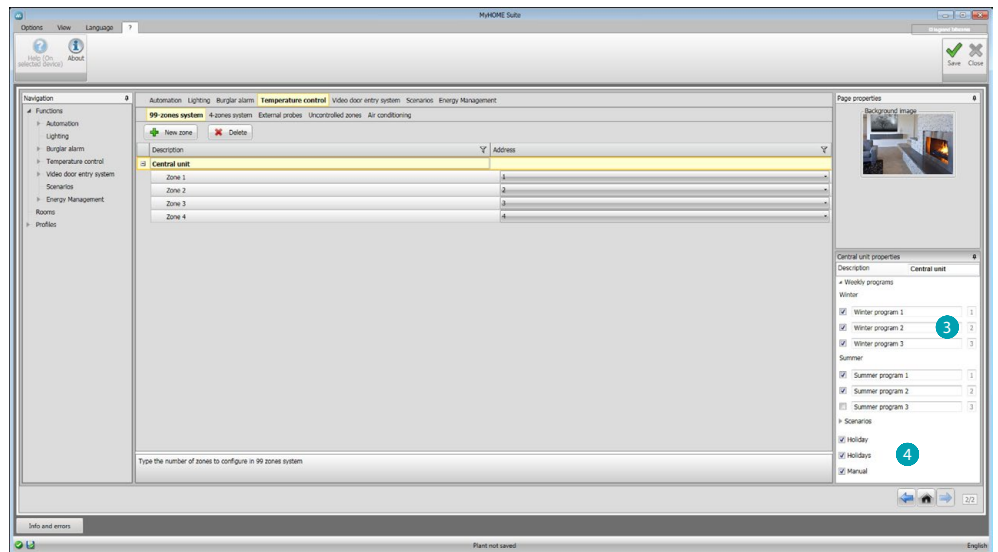 MyHOME Suite
Options View Language ?
Help (On selected device) About
Save Close
Navigation
Functions
Automation
Lighting
Burglar alarm
Temperature control
Video door entry system
Scenarios
Energy Management
Rooms
Profiles
Automation Lighting Burglar alarm Temperature control Video door entry system Scenarios Energy Management
99-zones system 4-zones system External probes Uncontrolled zones Air conditioning
New zone Delete
Description Address
Central unit
Zone 1 1
Zone 2 2
Zone 3 3
Zone 4 4
Type the number of zones to configure in 99 zones system
Page properties
Background image
Central unit properties
Description Central unit
Weekly programs
Winter
Winter program 1 1
Winter program 2 2
3
Winter program 3 3
Summer
Summer program 1 1
Summer program 2 2
Summer program 3 3
Scenarios
Holiday
Holidays
4
Manual
2/2
Info and errors
Plant not saved
English